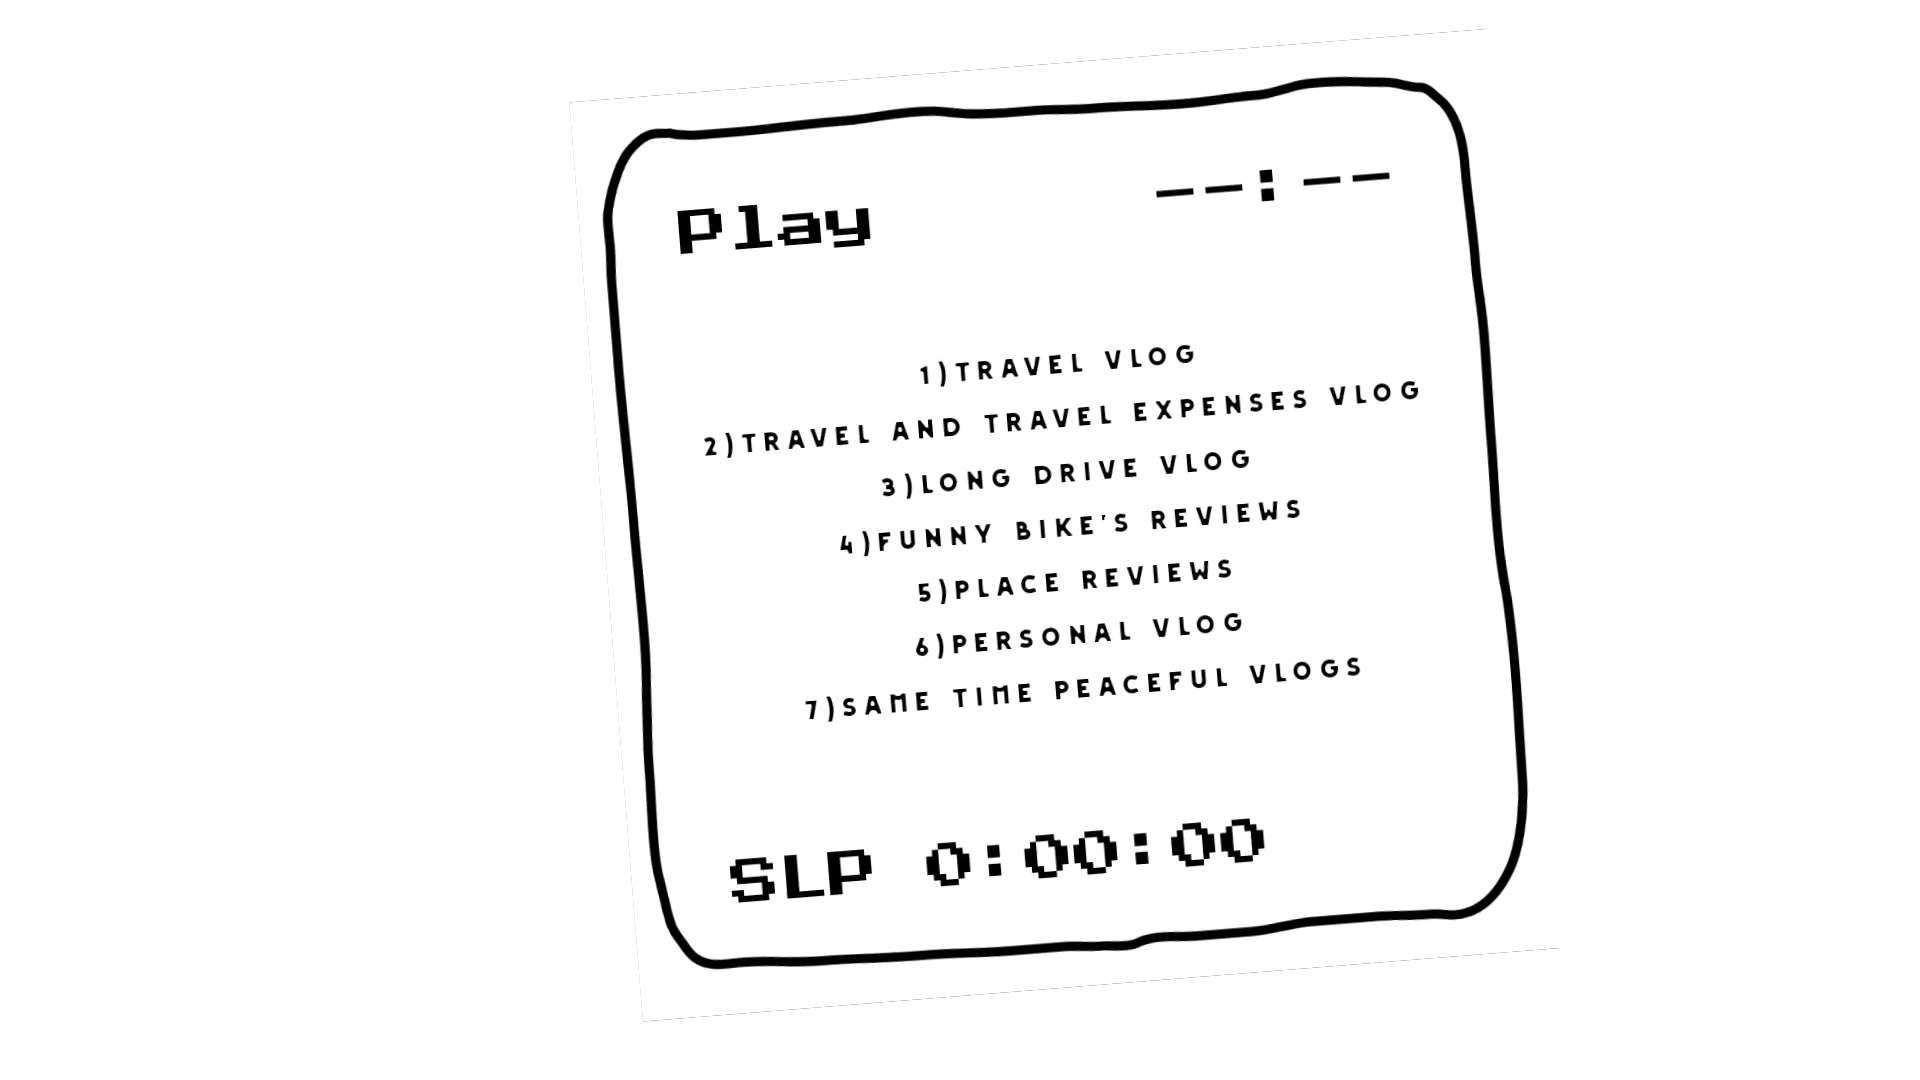 Play
--:--
1)TRAVEL VLOG
2)TRAVEL AND TRAVEL EXPENSES VLOG
3)LONG DRIVE VLOG
4)FUNNY BIKE'S REVIEWS
5)PLACE REVIEWS
6)PERSONAL VLOG
7)SAME TIME PEACEFUL VLOGS
SLP 0:00:00